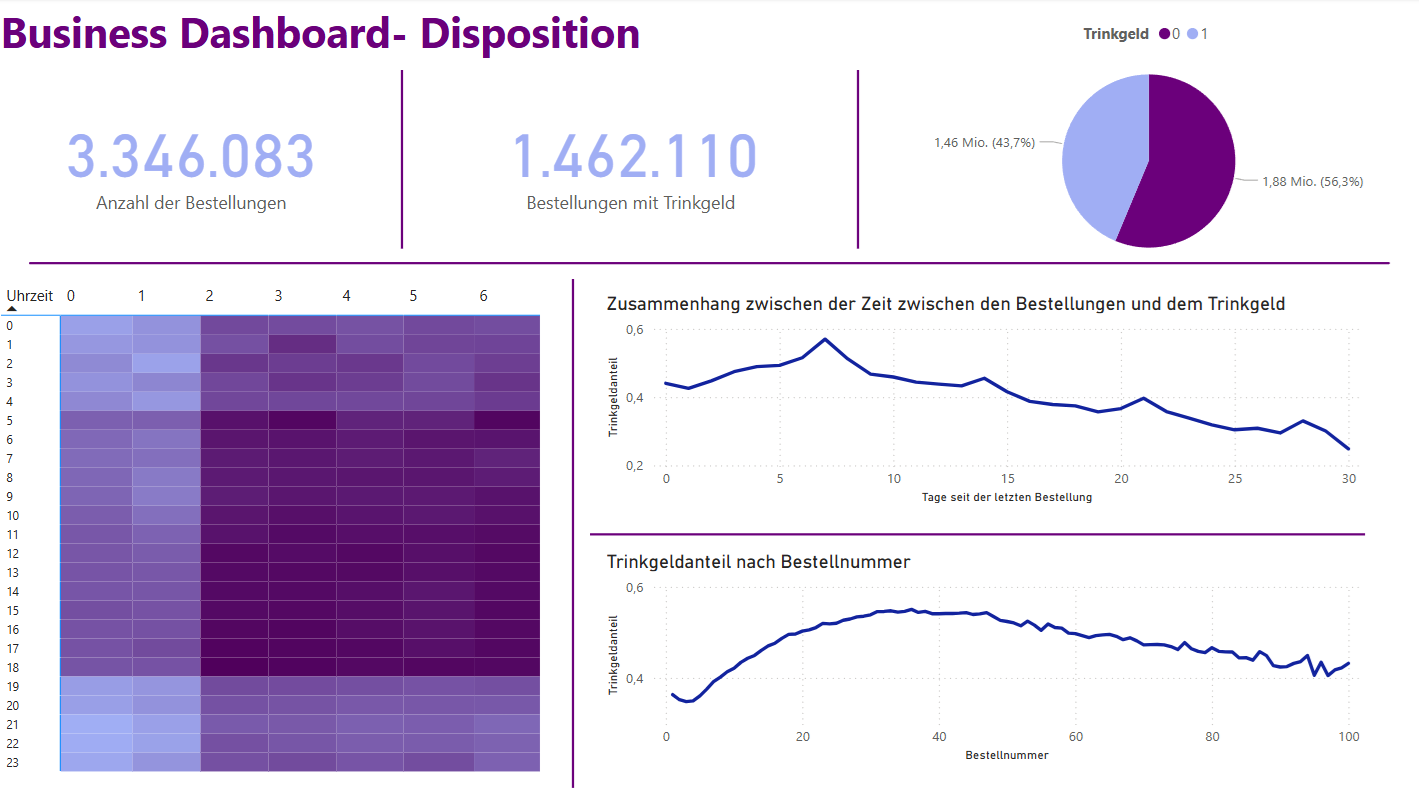 Business Dashboard- Disposition
Trinkgeld 0 1
3.346.083
Anzahl der Bestellungen
1.462.110
Bestellungen mit Trinkgeld
1,46 Mio. (43,7%)
1,88 Mio. (56,3%)
Uhrzeit 0 1 2 3 4 5 6
0
1
2
3
4
5
6
7
8
9
10
11
12
13
14
15
16
17
18
19
20
21
22
23
Zusammenhang zwischen der Zeit zwischen den Bestellungen und dem Trinkgeld
Trinkgeldanteil
0,6
0,4
0,2
0 5 10 15 20 25 30
Tage seit der letzten Bestellung
Trinkgeldanteil nach Bestellnummer
Trinkgeldanteil
0,6
0,4
0 20 40 60 80 100
Bestellnummer